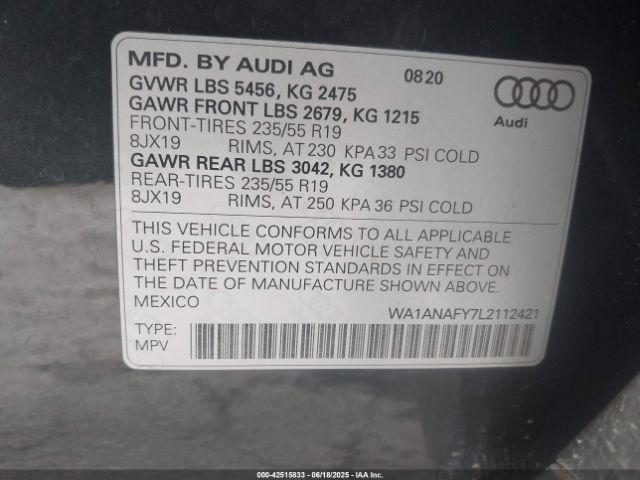 MFD. BY AUDI AG 0820
GVWR LBS 5456, KG 2475
GAWR FRONT LBS 2679, KG 1215
FRONT-TIRES 235/55 R19
8JX19 RIMS, AT 230 KPA 33 PSI COLD
GAWR REAR LBS 3042, KG 1380
REAR-TIRES 235/55 R19
8JX19 RIMS, AT 250 KPA 36 PSI COLD
Audi
THIS VEHICLE CONFORMS TO ALL APPLICABLE
U.S. FEDERAL MOTOR VEHICLE SAFETY AND
THEFT PREVENTION STANDARDS IN EFFECT ON
THE DATE OF MANUFACTURE SHOWN ABOVE.
MEXICO WA1ANAFY7L2112421
TYPE:
MPV
000-42515833 - 06/18/2025 - IAA Inc.